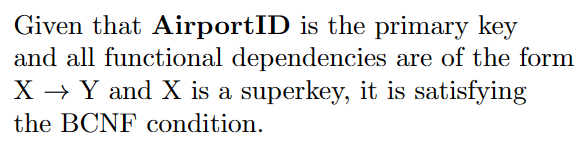 Given that AirportID is the primary key
and all functional dependencies are of the form
X → Y and X is a superkey, it is satisfying
the BCNF condition.